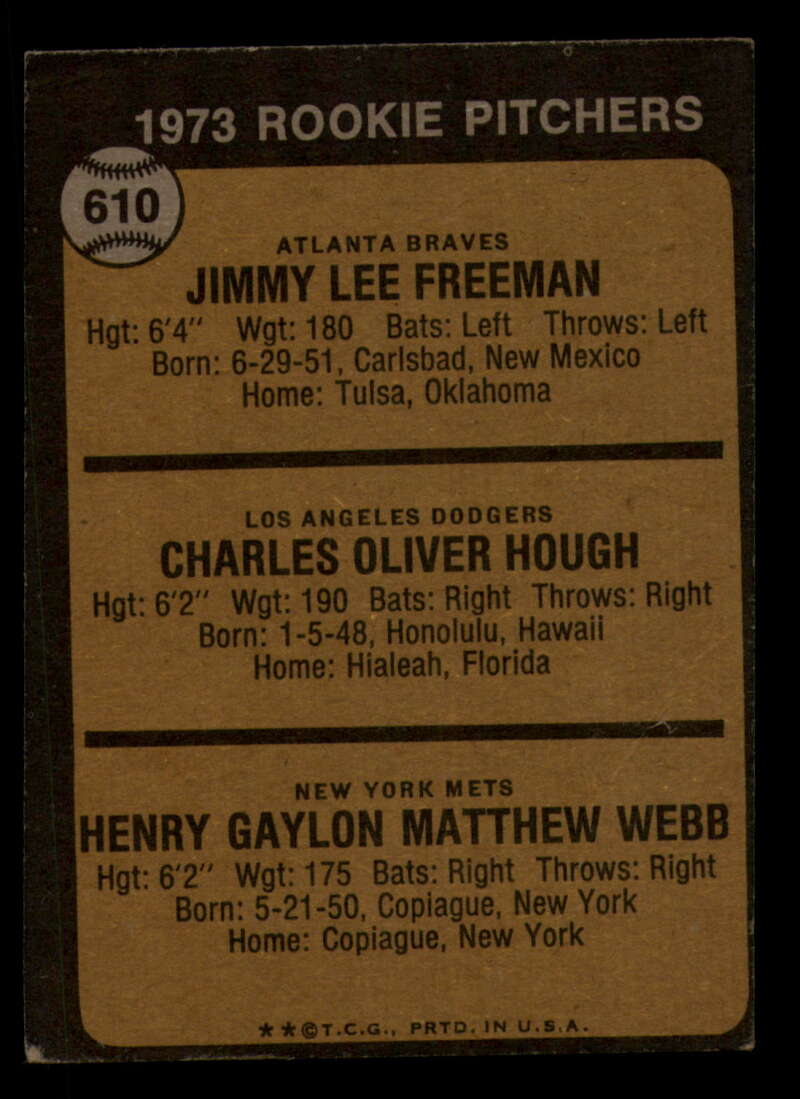 1973 ROOKIE PITCHERS
610
ATLANTA BRAVES
JIMMY LEE FREEMAN
Hgt: 6'4" Wgt: 180 Bats: Left Throws: Left
Born: 6-29-51, Carlsbad, New Mexico
Home: Tulsa, Oklahoma
LOS ANGELES DODGERS
CHARLES OLIVER HOUGH
Hgt: 6'2" Wgt: 190 Bats: Right Throws: Right
Born: 1-5-48, Honolulu, Hawaii
Home: Hialeah, Florida
NEW YORK METS
HENRY GAYLON MATTHEW WEBB
Hgt: 6'2" Wgt: 175 Bats: Right Throws: Right
Born: 5-21-50, Copiague, New York
Home: Copiague, New York
★ ★ ©T.C.G., PRTD. IN U.S.A.